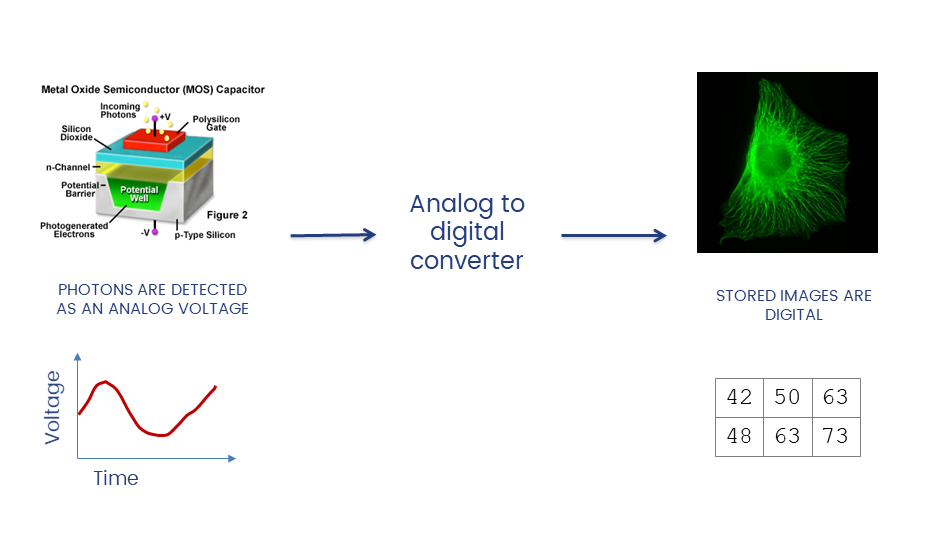 Metal Oxide Semiconductor (MOS) Capacitor
Incoming
Photons
+V
Polysilicon
Gate
Silicon
Dioxide
n-Channel
Potential
Barrier
Potential
Well
Figure 2
Photogenerated
Electrons
-V
p-Type Silicon
PHOTONS ARE DETECTED
AS AN ANALOG VOLTAGE
Voltage
Time
Analog to
digital
converter
STORED IMAGES ARE
DIGITAL
42 50 63
48 63 73